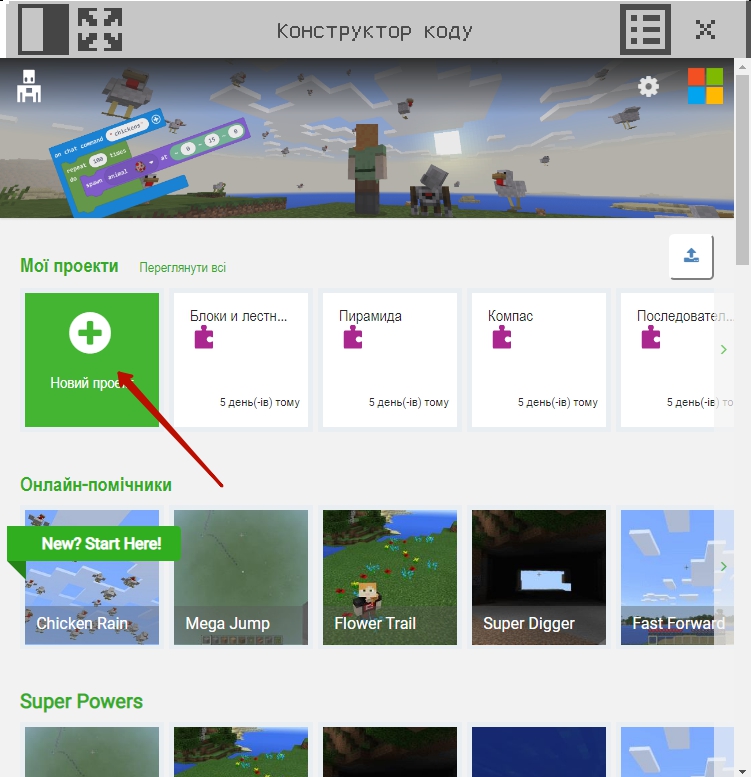 Конструктор коду
on chat command "chickens"
repeat 100 times
do
spawn animal at ~ 0 ~ 15 ~ 0
Мої проекти Переглянути всі
Новий проект
Блоки и лестн...
5 день(-ів) тому
Пирамида
5 день(-ів) тому
Компас
5 день(-ів) тому
Последовател...
5 день(-ів) то
Онлайн-помічники
New? Start Here!
Chicken Rain
Mega Jump
Flower Trail
Super Digger
Fast Forward
Super Powers